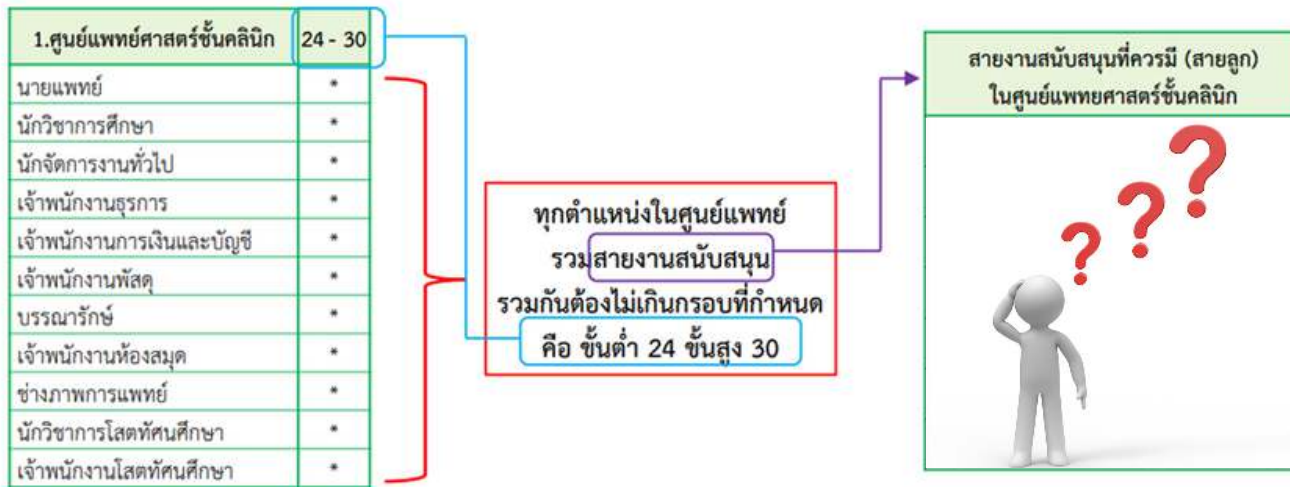 1.ศูนย์แพทย์ศาสตร์ชั้นคลินิก 24 - 30
นายแพทย์ *
นักวิชาการศึกษา *
นักจัดการงานทั่วไป *
เจ้าพนักงานธุรการ *
เจ้าพนักงานการเงินและบัญชี *
เจ้าพนักงานพัสดุ *
บรรณารักษ์ *
เจ้าพนักงานห้องสมุด *
ช่างภาพการแพทย์ *
นักวิชาการโสตทัศนศึกษา *
เจ้าพนักงานโสตทัศนศึกษา *
ทุกตำแหน่งในศูนย์แพทย์
รวมสายงานสนับสนุน
รวมกันต้องไม่เกินกรอบที่กำหนด
คือ ขั้นต่ำ 24 ขั้นสูง 30
สายงานสนับสนุนที่ควรมี (สายลูก)
ในศูนย์แพทยศาสตร์ชั้นคลินิก
? ? ?